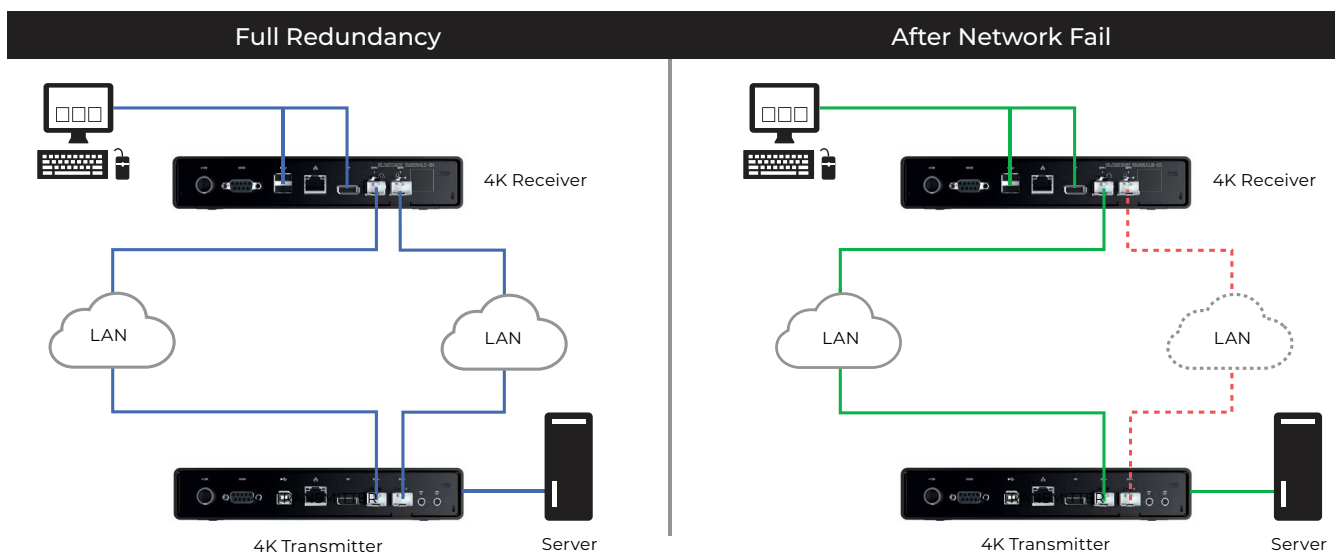 Full Redundancy
After Network Fail
4K Receiver
4K Receiver
LAN
LAN
LAN
LAN
4K Transmitter
Server
4K Transmitter
Server